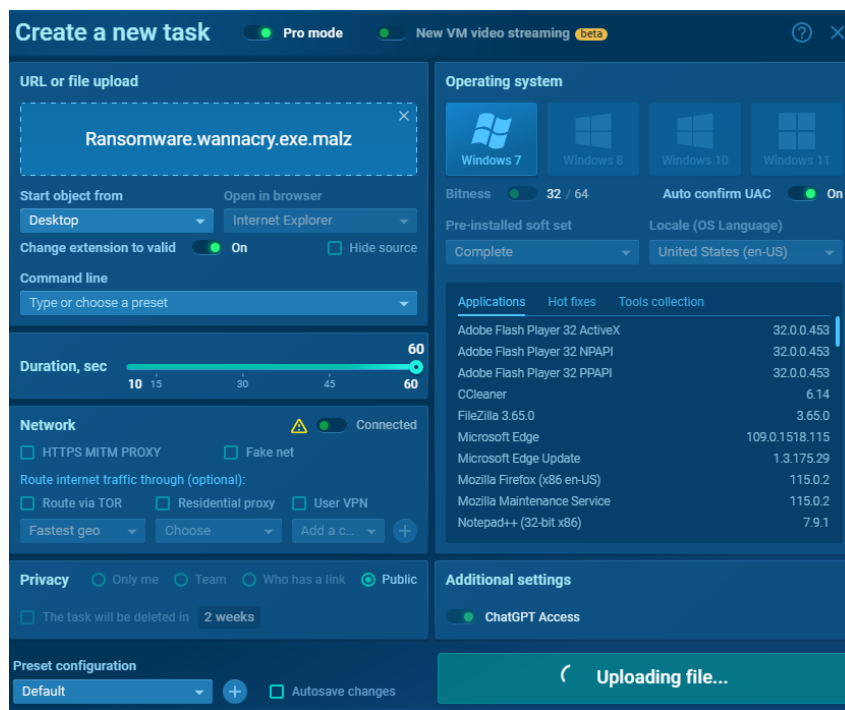 Create a new task
Pro mode
New VM video streaming beta
URL or file upload
Ransomware.wannacry.exe.malz
Start object from
Open in browser
Desktop
Internet Explorer
Change extension to valid
On
Hide source
Command line
Type or choose a preset
60
Duration, sec
10 15 30 45 60
Network
Connected
HTTPS MITM PROXY
Fake net
Route internet traffic through (optional):
Route via TOR
Residential proxy
User VPN
Fastest geo
Choose
Add a c...
Privacy
Only me
Team
Who has a link
Public
The task will be deleted in 2 weeks
Preset configuration
Default
Autosave changes
Operating system
Windows 7
Windows 8
Windows 10
Windows 11
Bitness
32 / 64
Auto confirm UAC
On
Pre-installed soft set
Locale (OS Language)
Complete
United States (en-US)
Applications
Hot fixes
Tools collection
Adobe Flash Player 32 ActiveX 32.0.0.453
Adobe Flash Player 32 NPAPI 32.0.0.453
Adobe Flash Player 32 PPAPI 32.0.0.453
CCleaner 6.14
FileZilla 3.65.0 3.65.0
Microsoft Edge 109.0.1518.115
Microsoft Edge Update 1.3.175.29
Mozilla Firefox (x86 en-US) 115.0.2
Mozilla Maintenance Service 115.0.2
Notepad++ (32-bit x86) 7.9.1
Additional settings
ChatGPT Access
Uploading file...